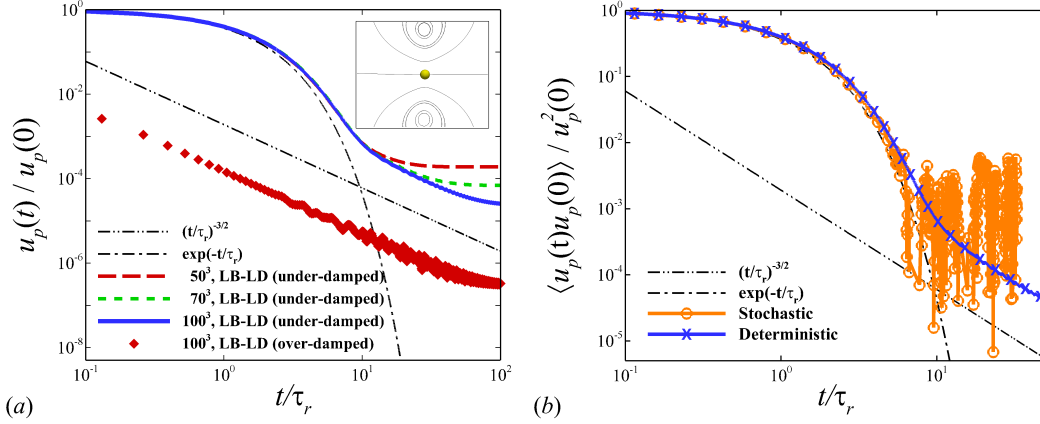 (a)
u_p(t) / u_p(0)
10^0
10^-2
10^-4
10^-6
10^-8
(t/τ_r)^-3/2
exp(-t/τ_r)
50^3, LB-LD (under-damped)
70^3, LB-LD (under-damped)
100^3, LB-LD (under-damped)
100^3, LB-LD (over-damped)
10^-1
10^0
10^1
10^2
t/τ_r
(b)
⟨u_p(t)u_p(0)⟩ / u_p^2(0)
10^0
10^-1
10^-2
10^-3
10^-4
10^-5
(t/τ_r)^-3/2
exp(-t/τ_r)
Stochastic
Deterministic
10^-1
10^0
10^1
t/τ_r